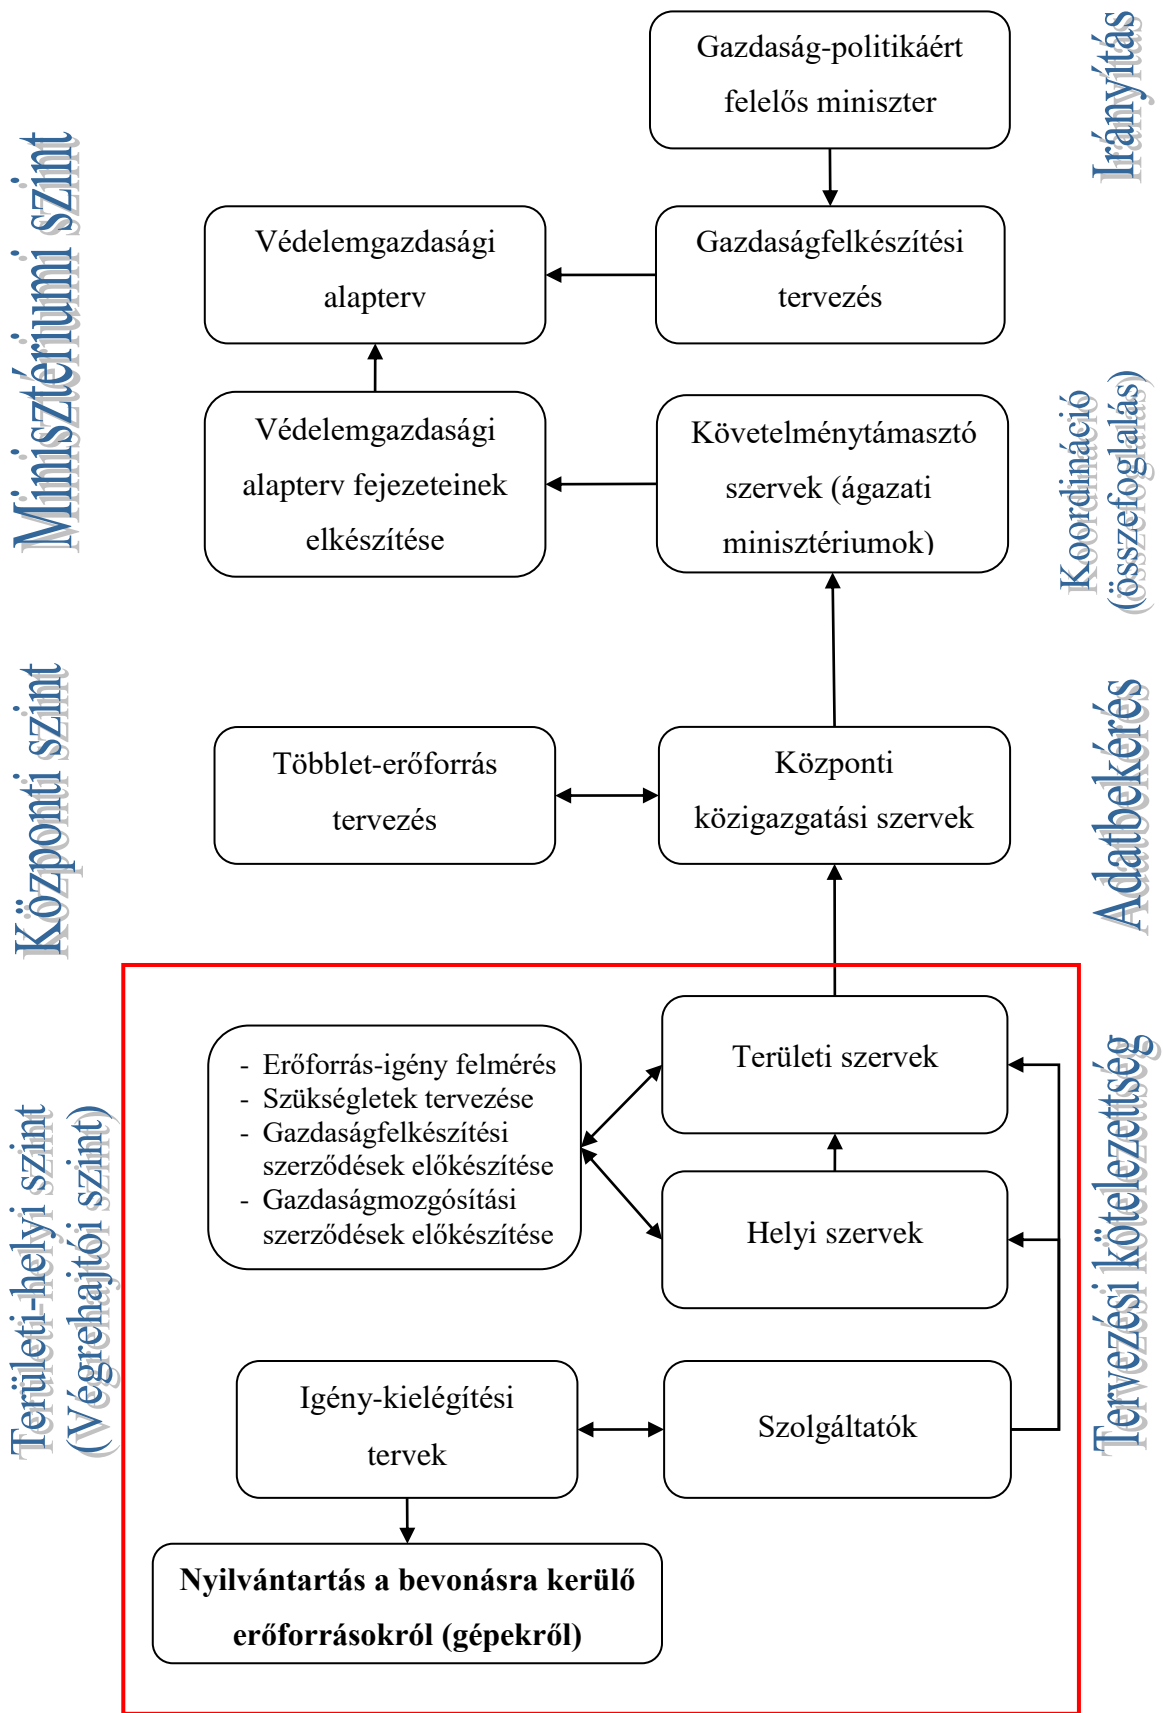 Gazdaság-politikáért
felelős miniszter
Irányítás
Minisztériumi szint
Védelemgazdasági
alapterv
Gazdaságfelkészítési
tervezés
Védelemgazdasági
alapterv fejezeteinek
elkészítése
Követelménytámasztó
szervek (ágazati
minisztériumok)
Koordináció
(összefoglalás)
Központi szint
Többlet-erőforrás
tervezés
Központi
közigazgatási szervek
Adatbekérés
Területi-helyi szint
(Végrehajtói szint)
- Erőforrás-igény felmérés
- Szükségletek tervezése
- Gazdaságfelkészítési
szerződések előkészítése
- Gazdaságmozgósítási
szerződések előkészítése
Területi szervek
Helyi szervek
Tervezési kötelezettség
Igény-kielégítési
tervek
Szolgáltatók
Nyilvántartás a bevonásra kerülő
erőforrásokról (gépekről)